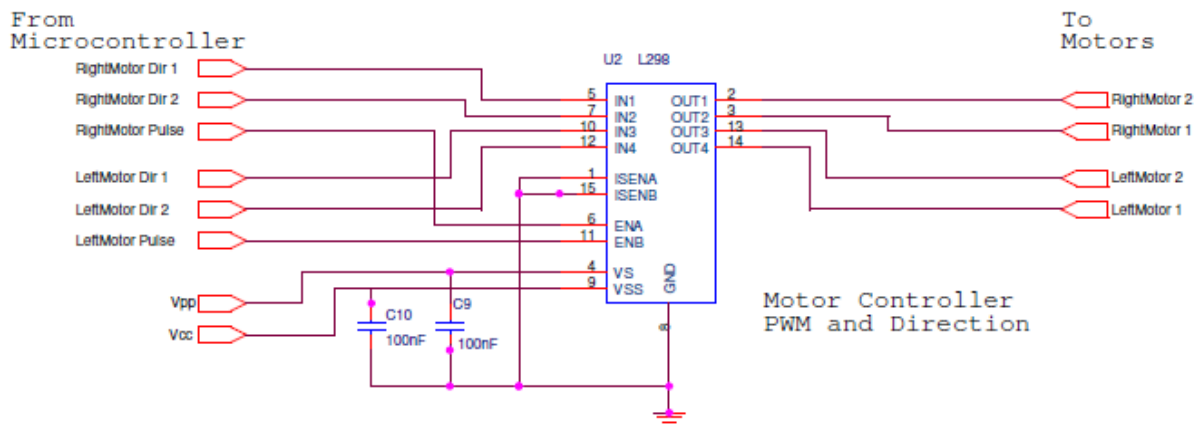 From
Microcontroller
To
Motors
U2 L298
RightMotor Dir 1
RightMotor Dir 2
RightMotor Pulse
LeftMotor Dir 1
LeftMotor Dir 2
LeftMotor Pulse
Vpp
Vcc
5 IN1 OUT1 2
7 IN2 OUT2 3
10 IN3 OUT3 13
12 IN4 OUT4 14
1 ISENA
15 ISENB
6 ENA
11 ENB
4 VS
9 VSS
GND
8
RightMotor 2
RightMotor 1
LeftMotor 2
LeftMotor 1
C10
100nF
C9
100nF
Motor Controller
PWM and Direction